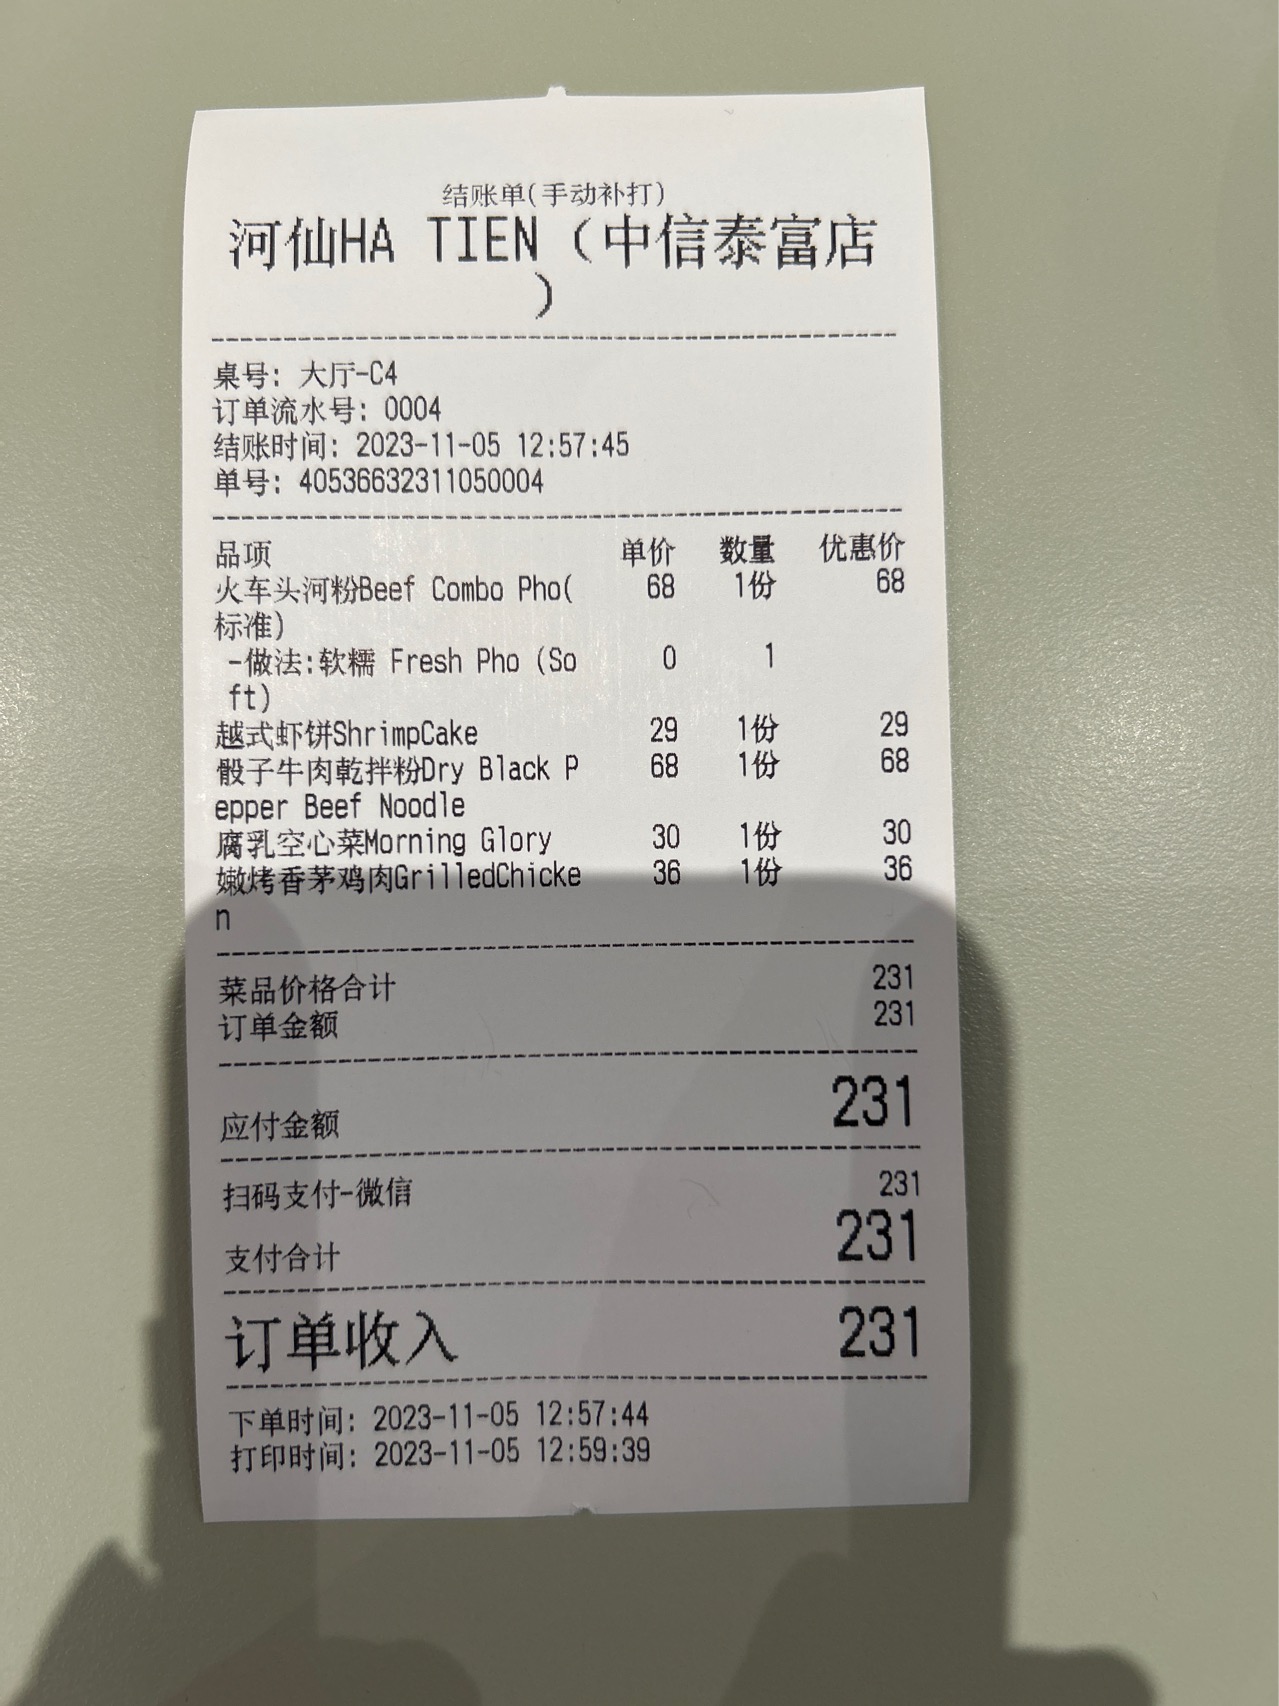 结账单(手动补打)
河仙HA TIEN（中信泰富店
）
桌号: 大厅-C4
订单流水号: 0004
结账时间: 2023-11-05 12:57:45
单号: 40536632311050004
品项 单价 数量 优惠价
火车头河粉Beef Combo Pho( 68 1份 68
标准)
-做法:软糯 Fresh Pho (So 0 1
ft)
越式虾饼ShrimpCake 29 1份 29
骰子牛肉乾拌粉Dry Black P 68 1份 68
epper Beef Noodle
腐乳空心菜Morning Glory 30 1份 30
嫩烤香茅鸡肉GrilledChicke 36 1份 36
n
菜品价格合计 231
订单金额 231
应付金额 231
扫码支付-微信 231
支付合计 231
订单收入 231
下单时间: 2023-11-05 12:57:44
打印时间: 2023-11-05 12:59:39